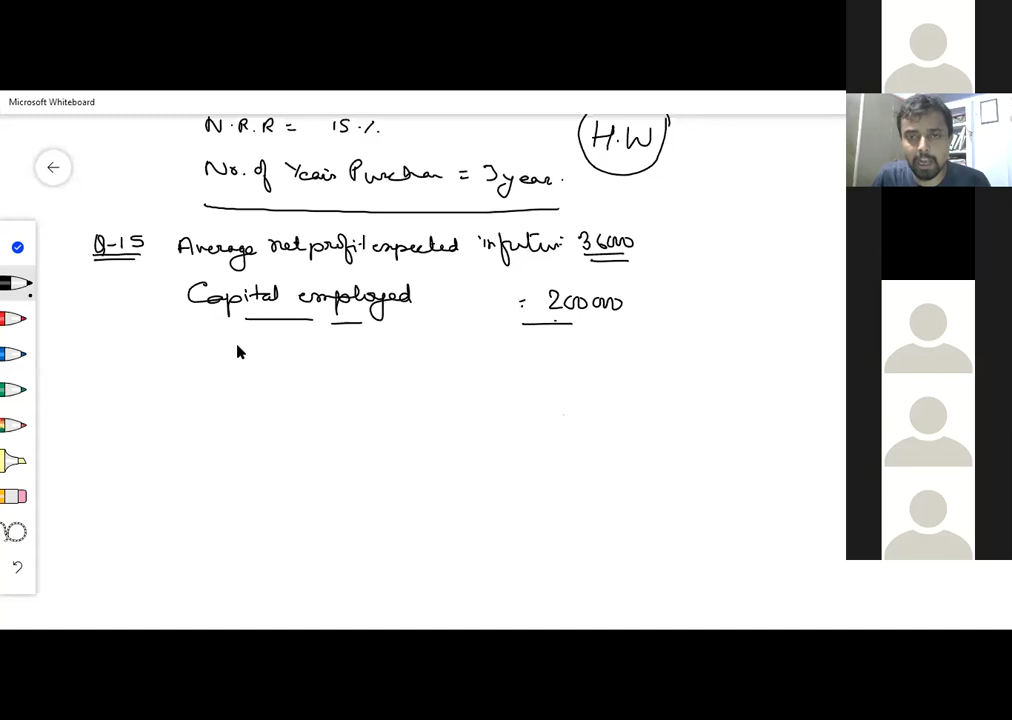 Microsoft Whiteboard
N.R.R = 15.%
H.W
No. of Years Purchase = 3 year.
Q-15 Average net profit expected in future 36000
Capital employed = 200000